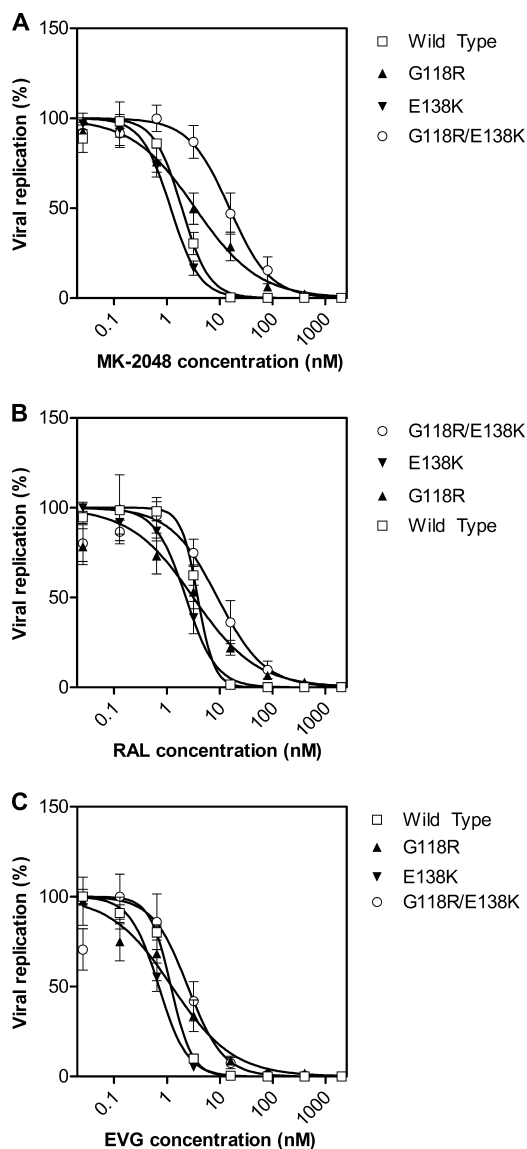 A
150
100
50
0
Viral replication (%)
0.1
1
10
100
1000
MK-2048 concentration (nM)
Wild Type
G118R
E138K
G118R/E138K
B
150
100
50
0
Viral replication (%)
0.1
1
10
100
1000
RAL concentration (nM)
G118R/E138K
E138K
G118R
Wild Type
C
150
100
50
0
Viral replication (%)
0.1
1
10
100
1000
EVG concentration (nM)
Wild Type
G118R
E138K
G118R/E138K